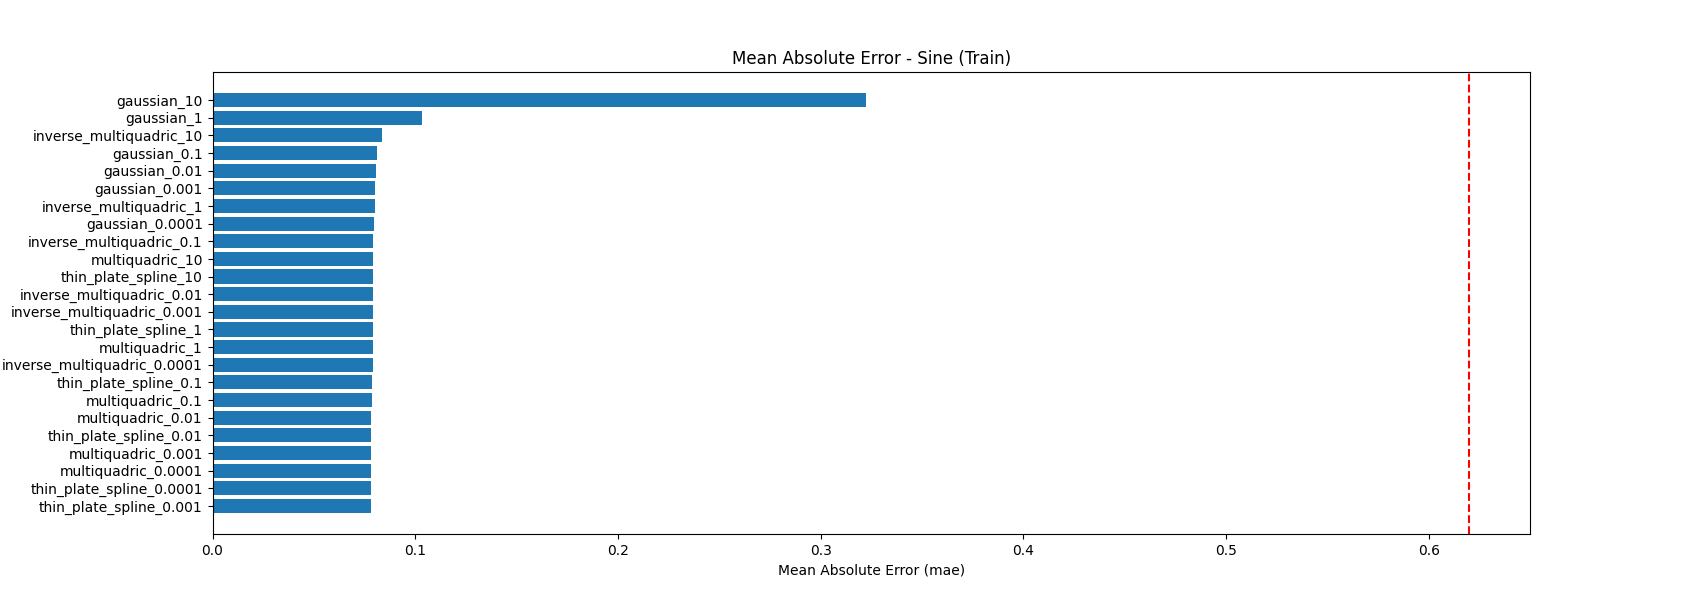 Mean Absolute Error - Sine (Train)
gaussian_10
gaussian_1
inverse_multiquadric_10
gaussian_0.1
gaussian_0.01
gaussian_0.001
inverse_multiquadric_1
gaussian_0.0001
inverse_multiquadric_0.1
multiquadric_10
thin_plate_spline_10
inverse_multiquadric_0.01
inverse_multiquadric_0.001
thin_plate_spline_1
multiquadric_1
inverse_multiquadric_0.0001
thin_plate_spline_0.1
multiquadric_0.1
multiquadric_0.01
thin_plate_spline_0.01
multiquadric_0.001
multiquadric_0.0001
thin_plate_spline_0.0001
thin_plate_spline_0.001
0.0 0.1 0.2 0.3 0.4 0.5 0.6
Mean Absolute Error (mae)